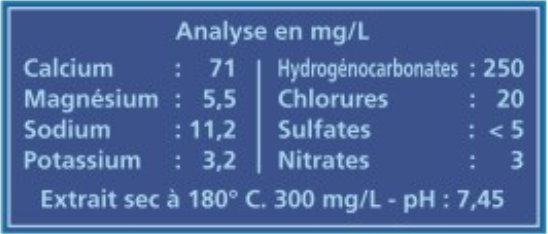 Analyse en mg/L
Calcium : 71 Hydrogénocarbonates : 250
Magnésium : 5,5 Chlorures : 20
Sodium : 11,2 Sulfates : < 5
Potassium : 3,2 Nitrates : 3
Extrait sec à 180° C. 300 mg/L - pH : 7,45